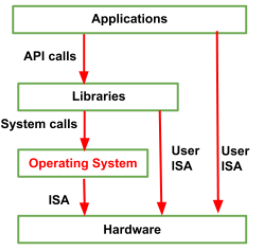 Applications
API calls
Libraries
System calls
User
ISA
User
ISA
Operating System
ISA
Hardware